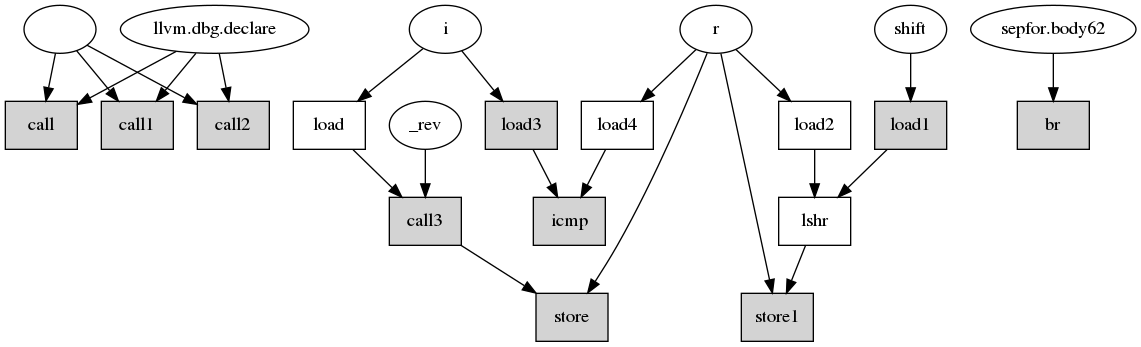 llvm.dbg.declare
i
r
shift
sepfor.body62
call
call1
call2
load
_rev
load3
load4
load2
load1
br
call3
icmp
lshr
store
store1